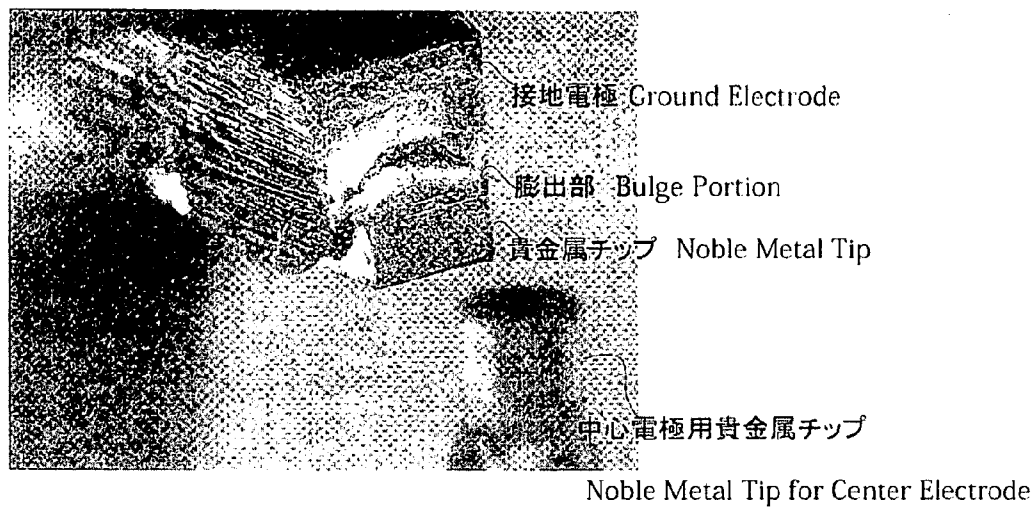 接地電極 Ground Electrode
膨出部 Bulge Portion
貴金属チップ Noble Metal Tip
中心電極用貴金属チップ
Noble Metal Tip for Center Electrode